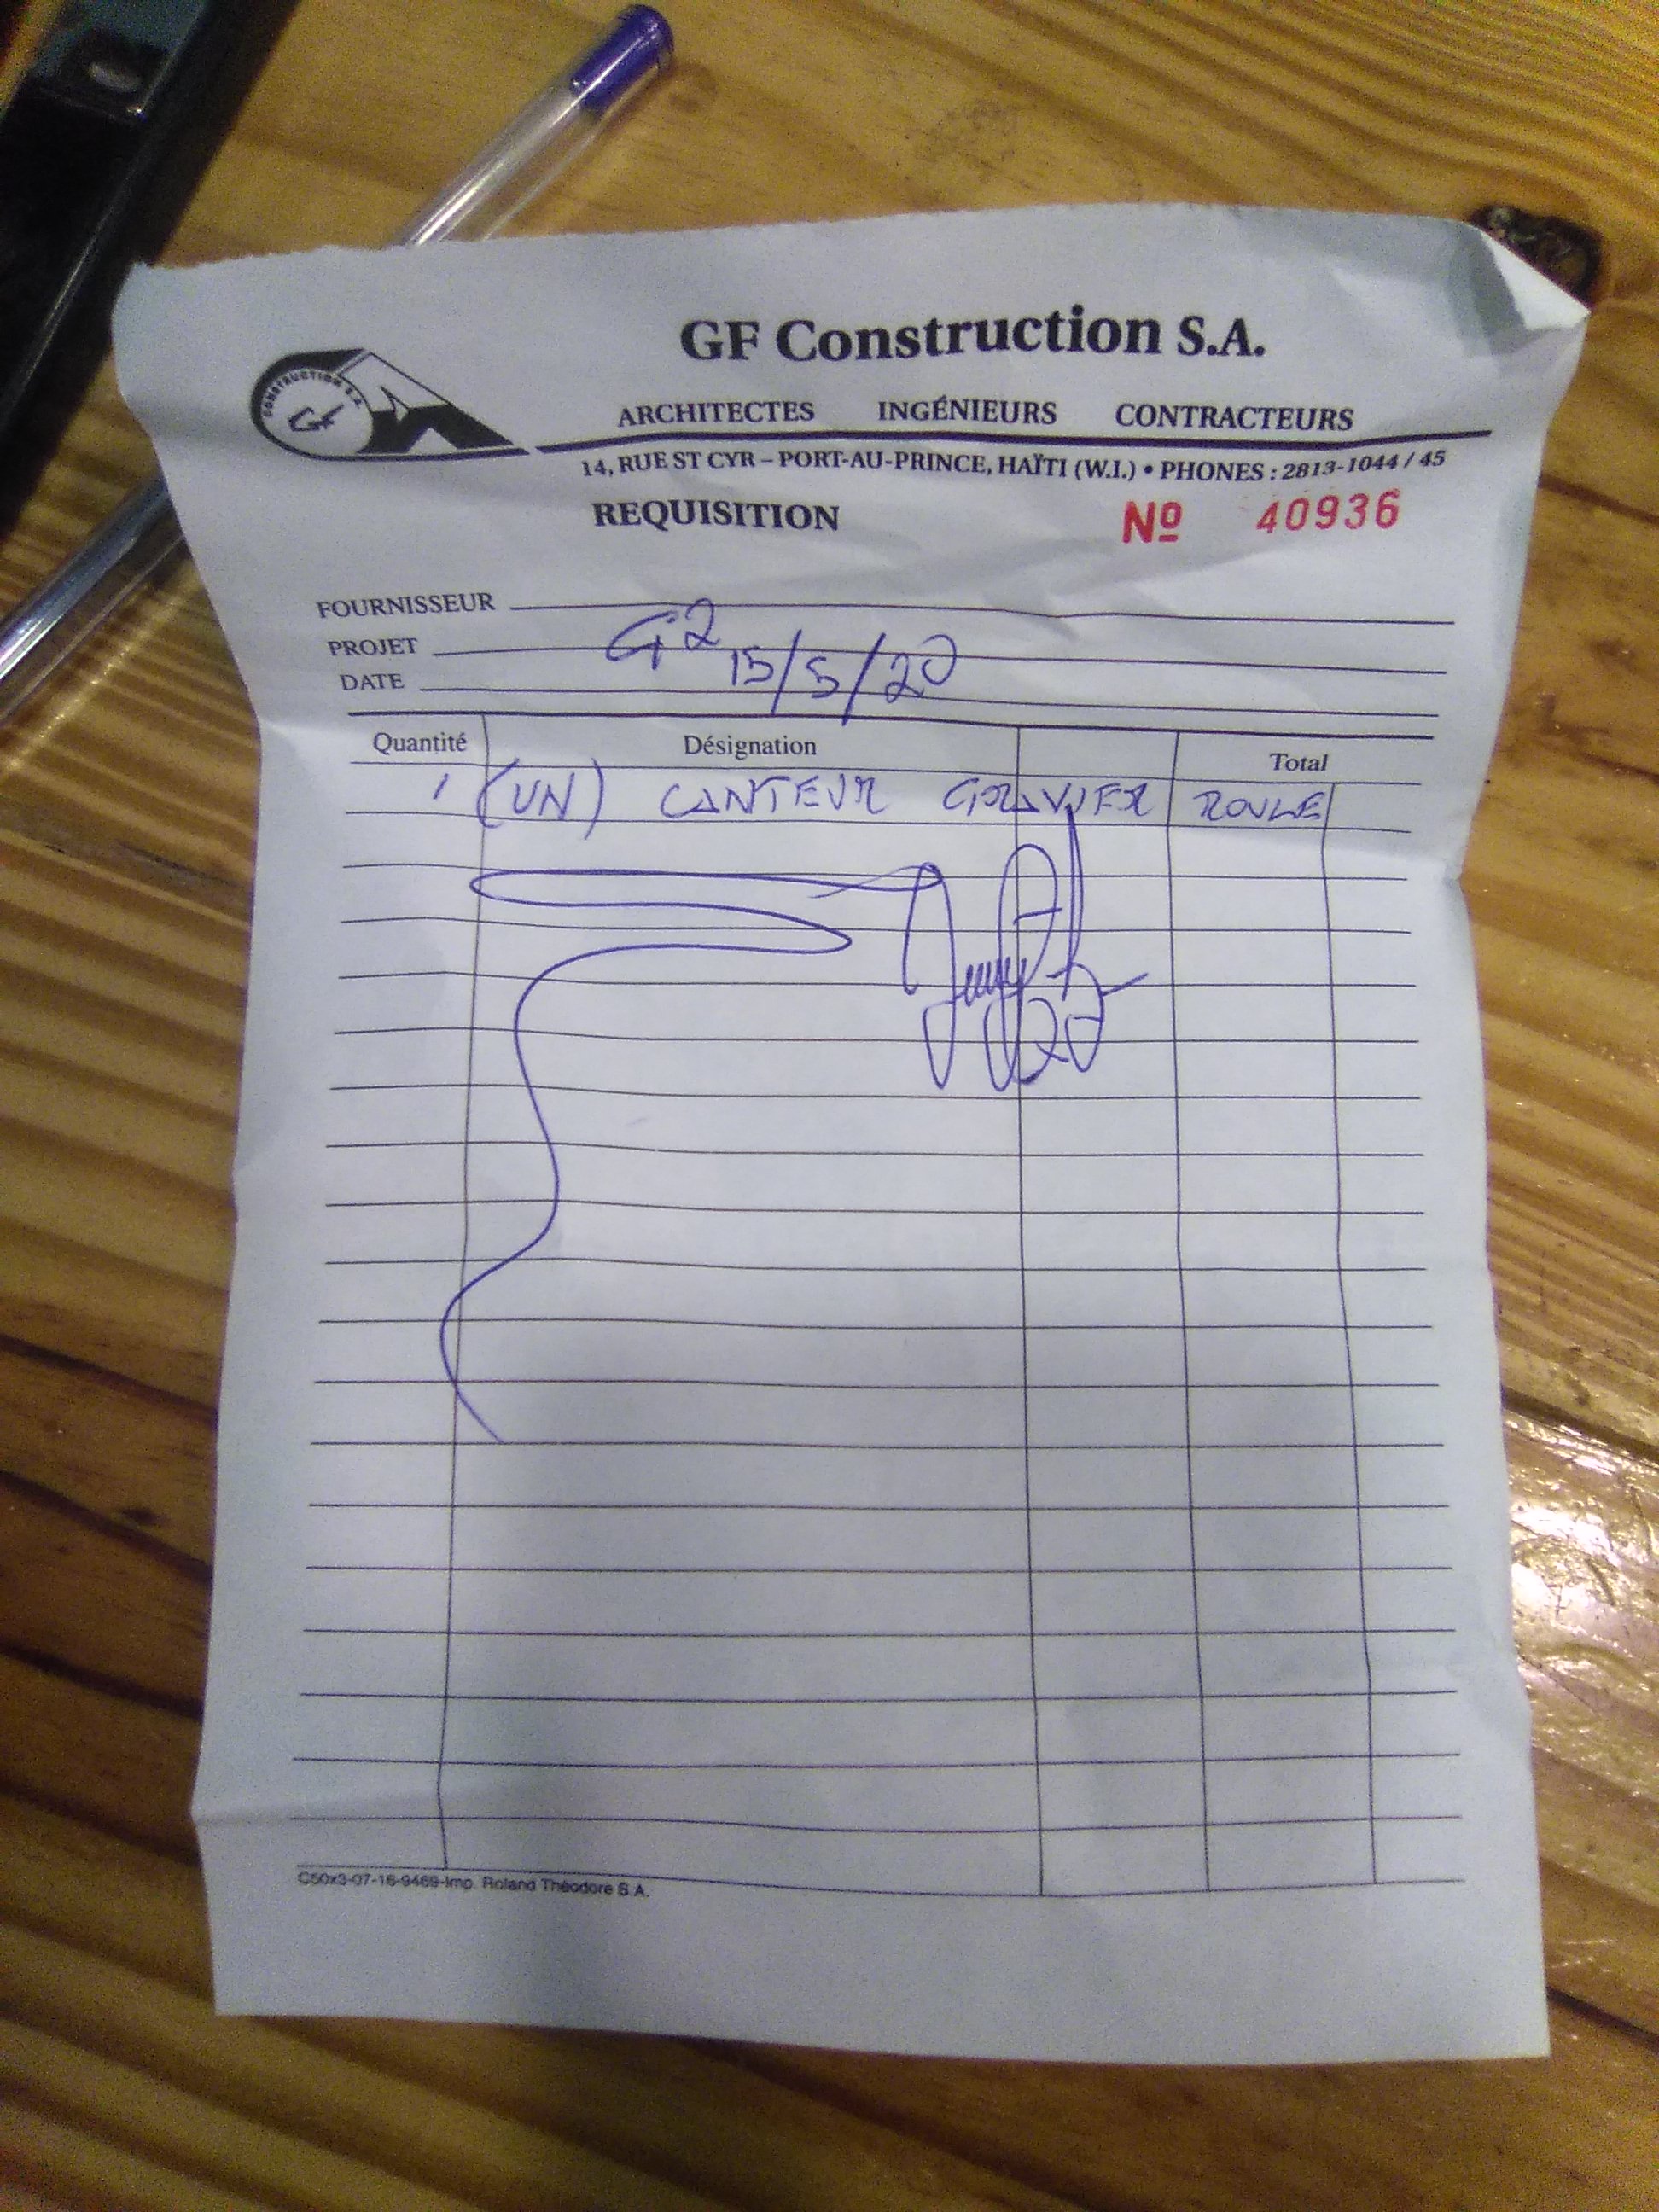 GF Construction S.A.
CONSTRUCTION S.A.
GF
ARCHITECTES INGÉNIEURS CONTRACTEURS
14, RUE ST CYR – PORT-AU-PRINCE, HAÏTI (W.I.) • PHONES : 2813-1044 / 45
REQUISITION Nº 40936
FOURNISSEUR
PROJET G2
DATE 15/5/20
Quantité Désignation Total
1 (UN) CANTEUR GRAVIER ROULE
C50x3-07-16-9469-Imp. Roland Théodore S.A.